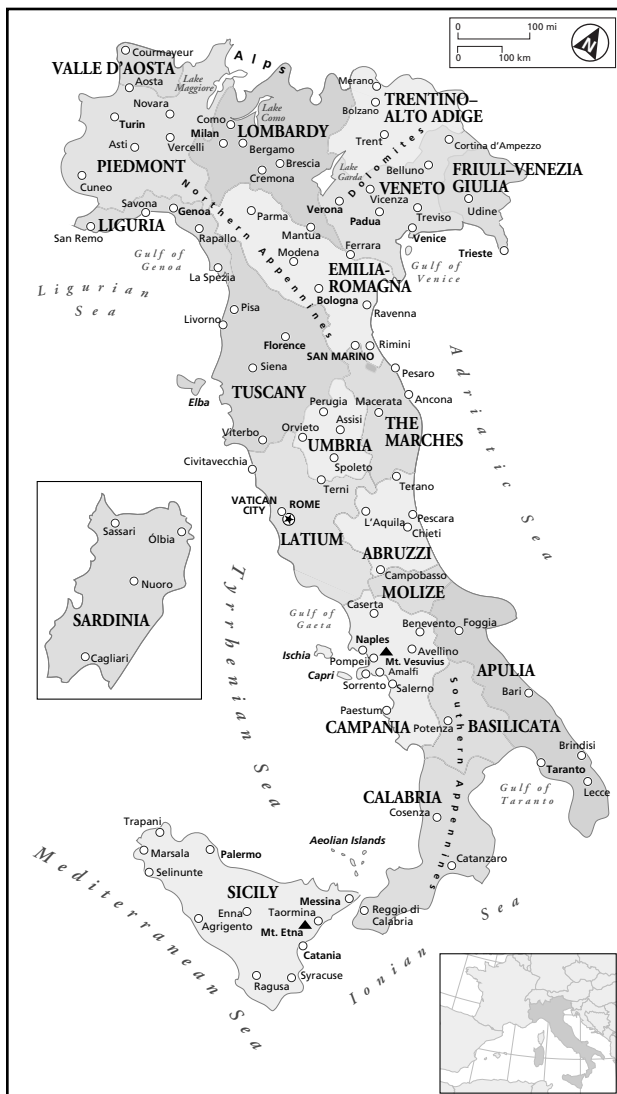 0
100 mi
0
100 km
N
Courmayeur
Alps
VALLE D'AOSTA
Lake
Maggiore
Aosta
Merano
TRENTINO–
ALTO ADIGE
Bolzano
Novara
Como
Lake
Como
Turin
Milan
LOMBARDY
Trent
Cortina d'Ampezzo
Asti
Vercelli
Bergamo
Dolomites
Belluno
FRIULI–VENEZIA
GIULIA
PIEDMONT
Brescia
Lake
Garda
VENETO
Cuneo
Cremona
Vicenza
Udine
Northern Appennines
Savona
Genoa
Parma
Verona
Padua
Treviso
LIGURIA
San Remo
Rapallo
Mantua
Venice
Trieste
Gulf of
Genoa
Modena
Ferrara
Gulf of
Venice
EMILIA-
ROMAGNA
La Spezia
Bologna
Ligurian
Sea
Ravenna
Pisa
Livorno
Florence
SAN MARINO
Rimini
Adriatic Sea
Siena
Pesaro
TUSCANY
Elba
Perugia
Macerata
Ancona
Assisi
THE
MARCHES
Viterbo
Orvieto
UMBRIA
Civitavecchia
Spoleto
Terni
Terano
VATICAN
CITY
ROME
L'Aquila
Pescara
Chieti
LATIUM
ABRUZZI
Sassari
Ólbia
Nuoro
SARDINIA
Cagliari
Tyrrhenian Sea
Campobasso
MOLIZE
Gulf of
Gaeta
Caserta
Benevento
Foggia
Naples
Ischia
Pompeii
Mt. Vesuvius
Avellino
Capri
Amalfi
Sorrento
Salerno
APULIA
Bari
Paestum
CAMPANIA
Potenza
BASILICATA
Southern Appennines
Brindisi
Taranto
Lecce
Gulf of
Taranto
CALABRIA
Cosenza
Trapani
Aeolian Islands
Marsala
Palermo
Catanzaro
Selinunte
SICILY
Messina
Enna
Taormina
Agrigento
Mt. Etna
Reggio di
Calabria
Catania
Ragusa
Syracuse
Mediterranean Sea
Ionian Sea